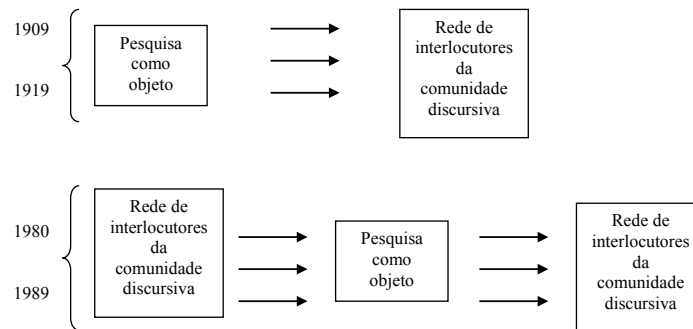 1909
1919
Pesquisa
como
objeto
Rede de
interlocutores
da
comunidade
discursiva
1980
1989
Rede de
interlocutores
da
comunidade
discursiva
Pesquisa
como
objeto
Rede de
interlocutores
da
comunidade
discursiva